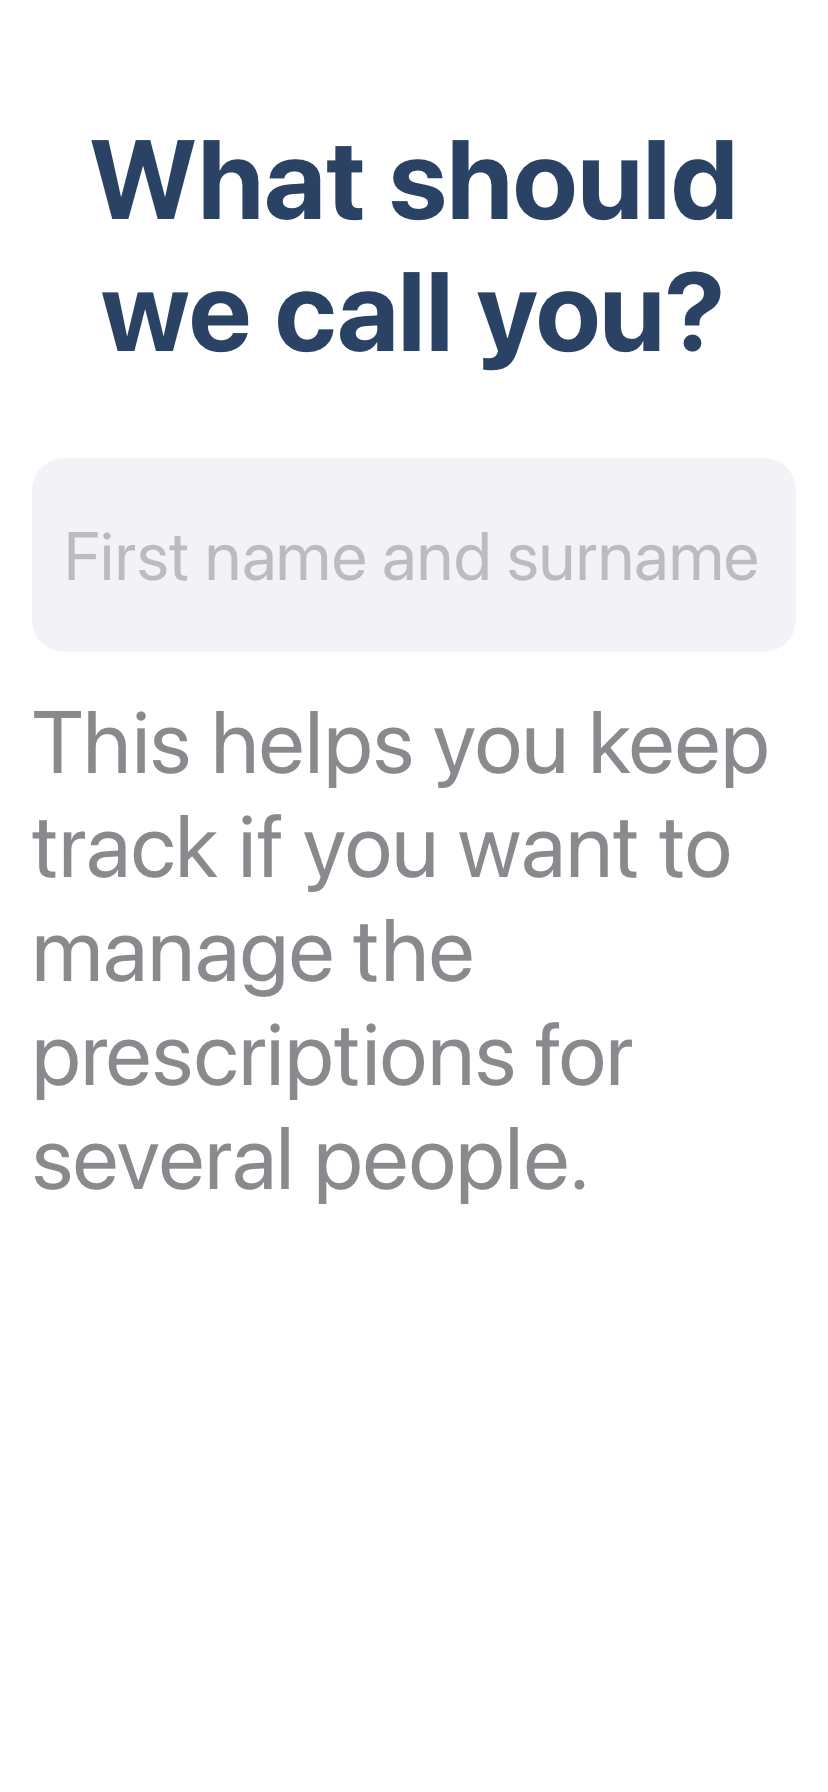 What should
we call you?
First name and surname
This helps you keep
track if you want to
manage the
prescriptions for
several people.